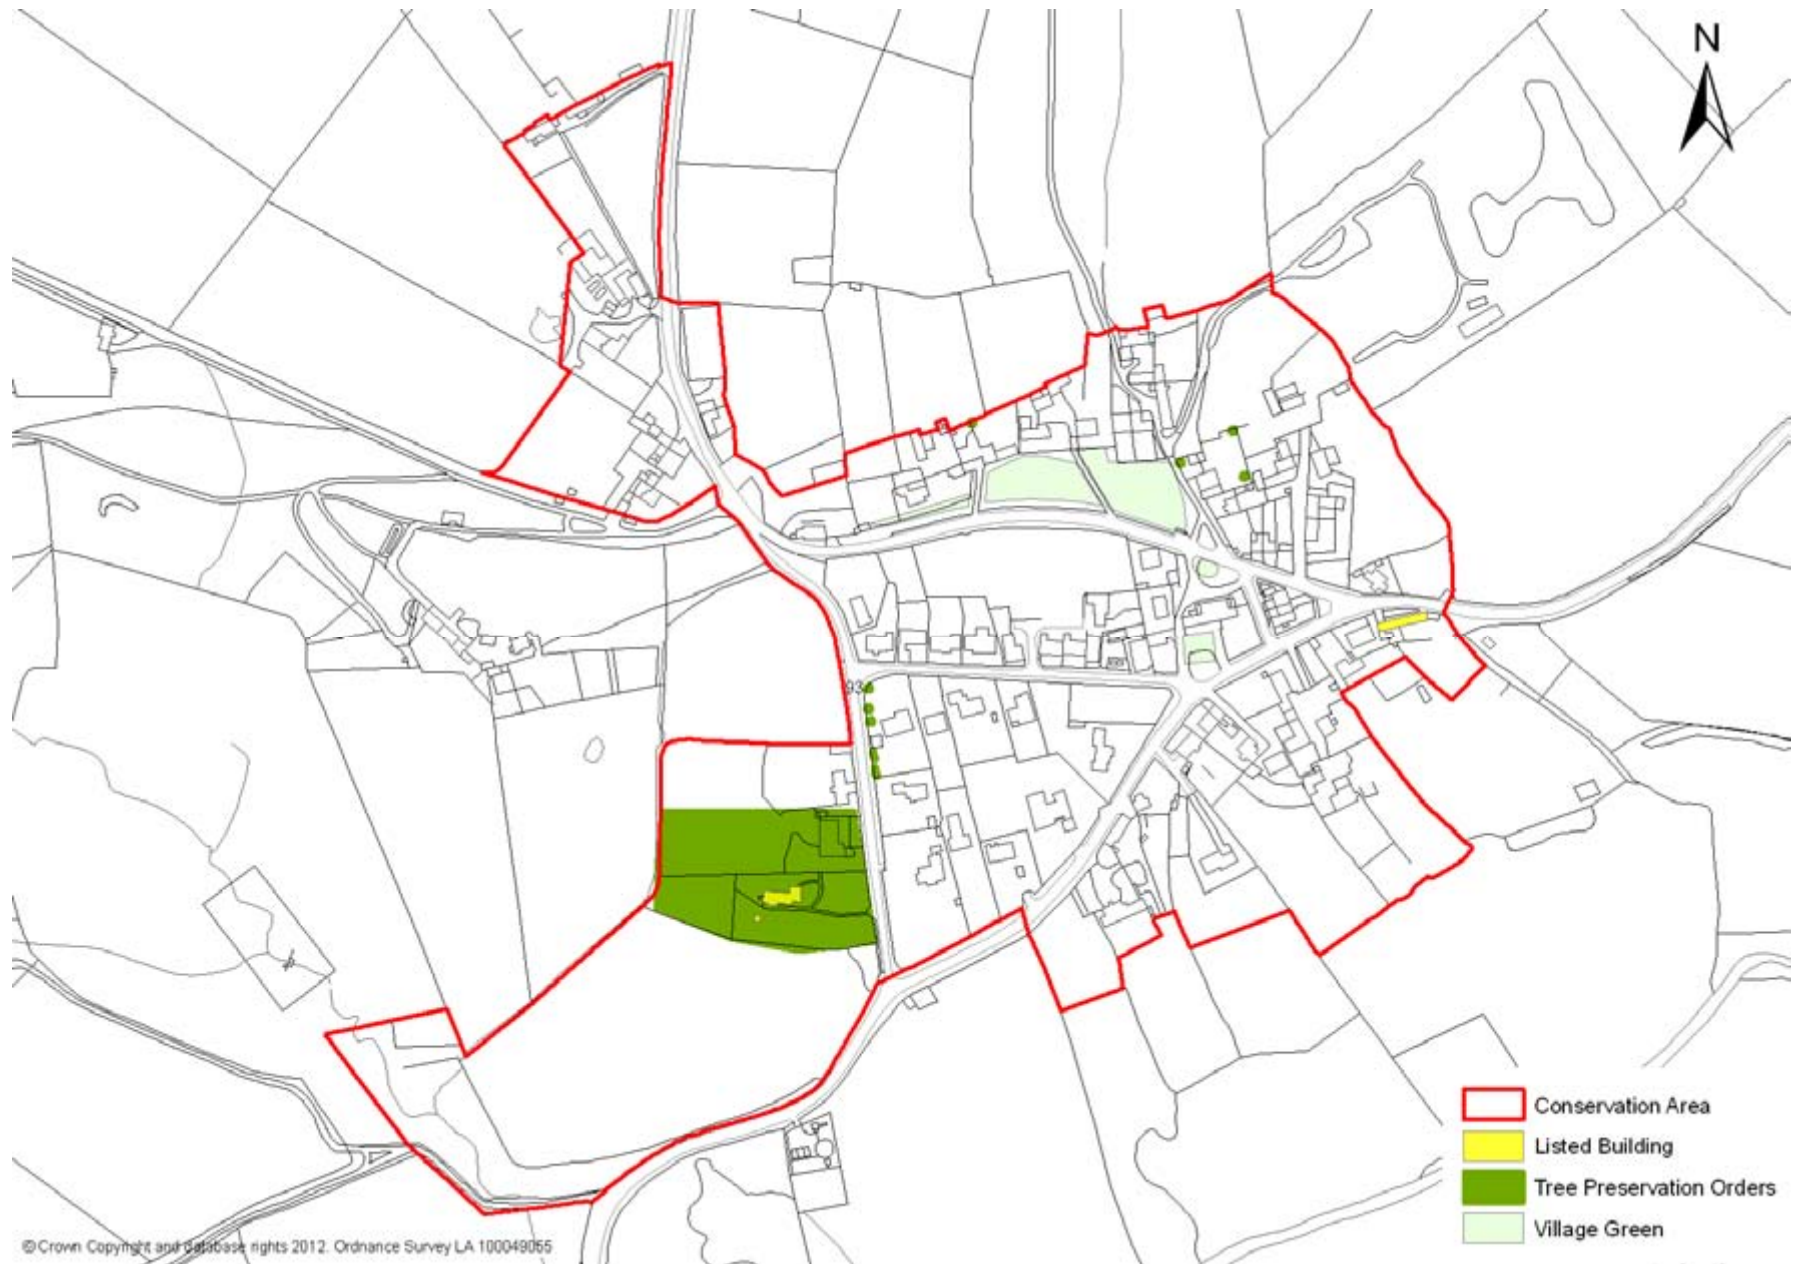 N
93
Conservation Area
Listed Building
Tree Preservation Orders
Village Green
© Crown Copyright and database rights 2012. Ordnance Survey LA 100049055